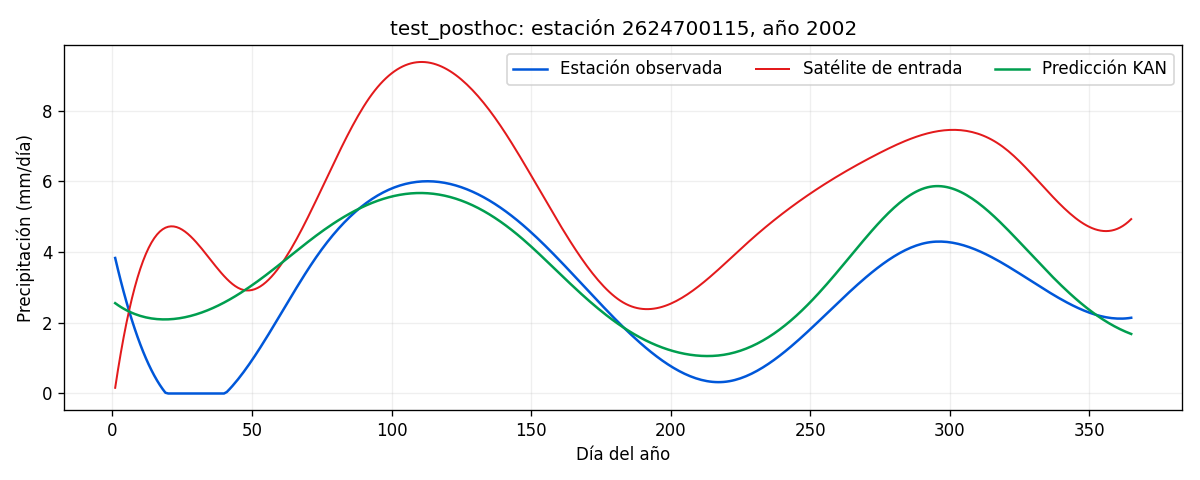 test_posthoc: estación 2624700115, año 2002
Estación observada
Satélite de entrada
Predicción KAN
Precipitación (mm/día)
8
6
4
2
0
0
50
100
150
200
250
300
350
Día del año